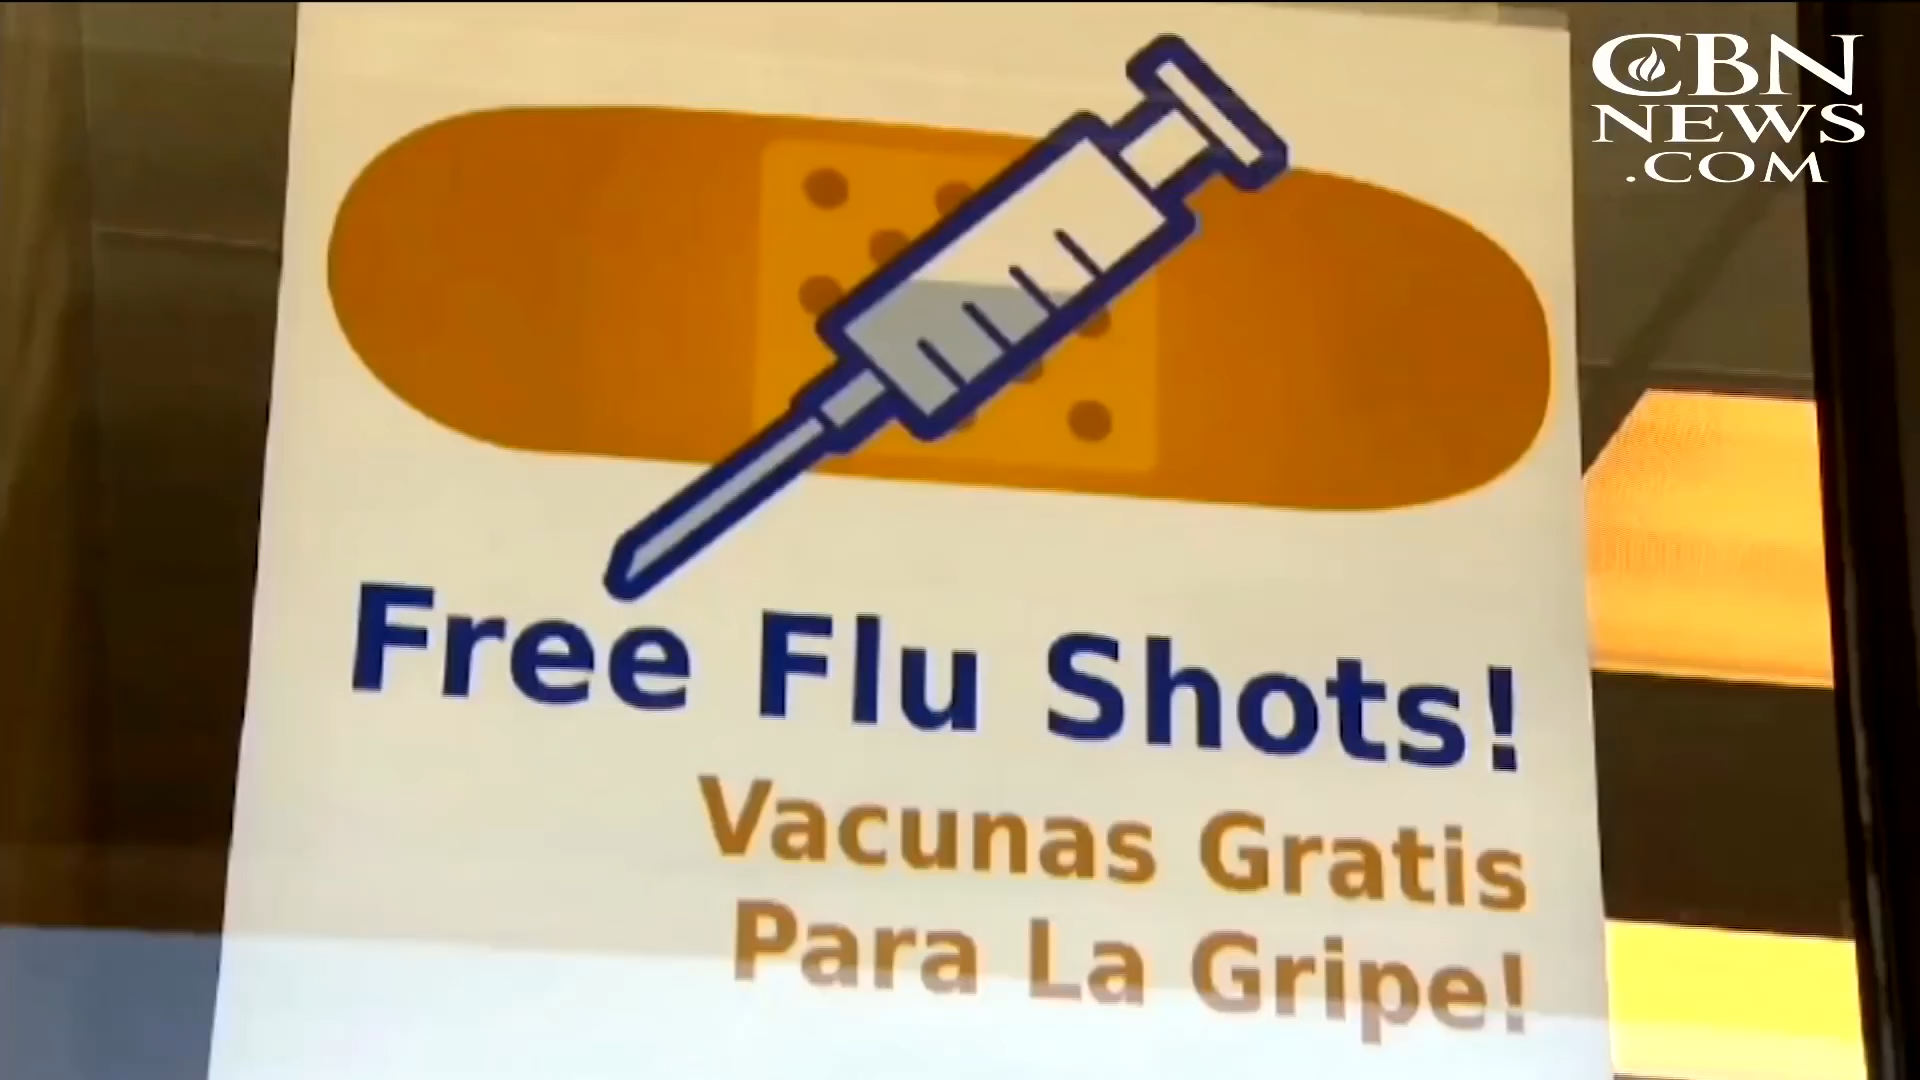 CBN
NEWS
.COM
Free Flu Shots!
Vacunas Gratis
Para La Gripe!